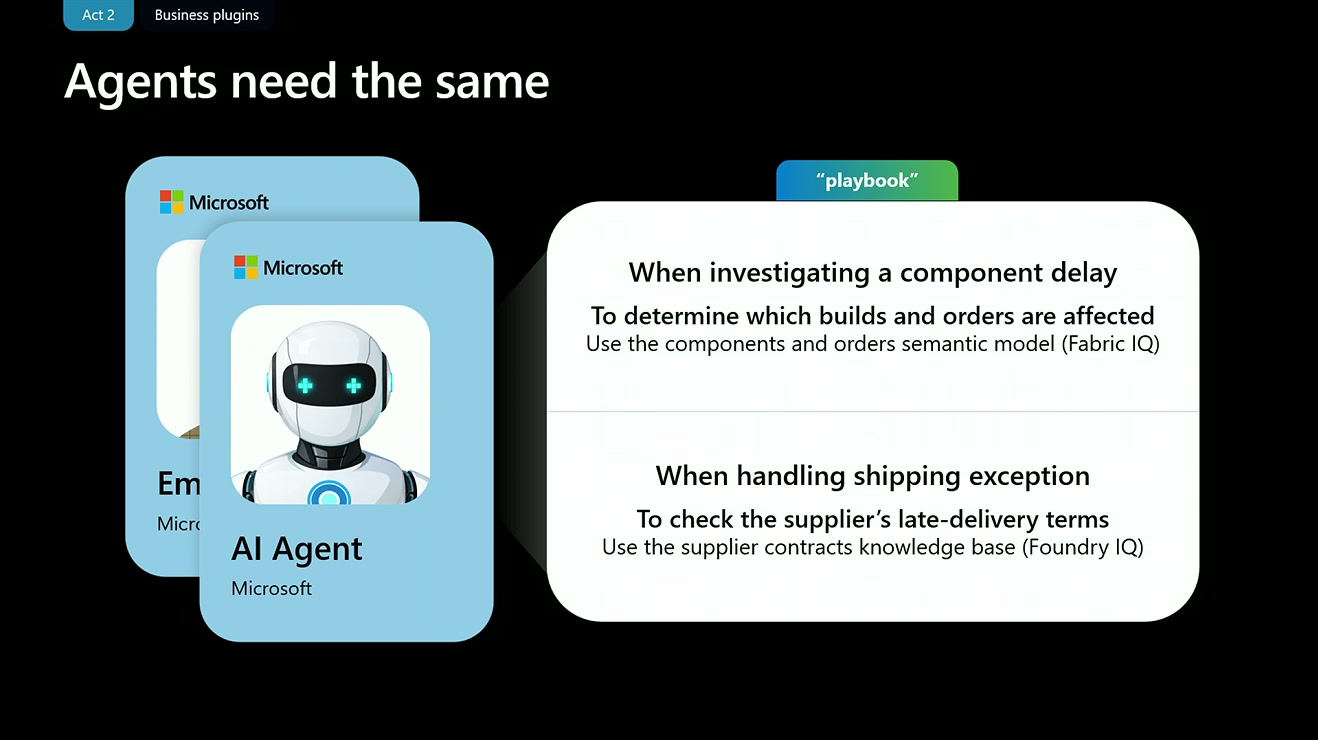 Act 2
Business plugins
Agents need the same
Microsoft
Em
Micro
Microsoft
AI Agent
Microsoft
“playbook”
When investigating a component delay
To determine which builds and orders are affected
Use the components and orders semantic model (Fabric IQ)
When handling shipping exception
To check the supplier’s late-delivery terms
Use the supplier contracts knowledge base (Foundry IQ)